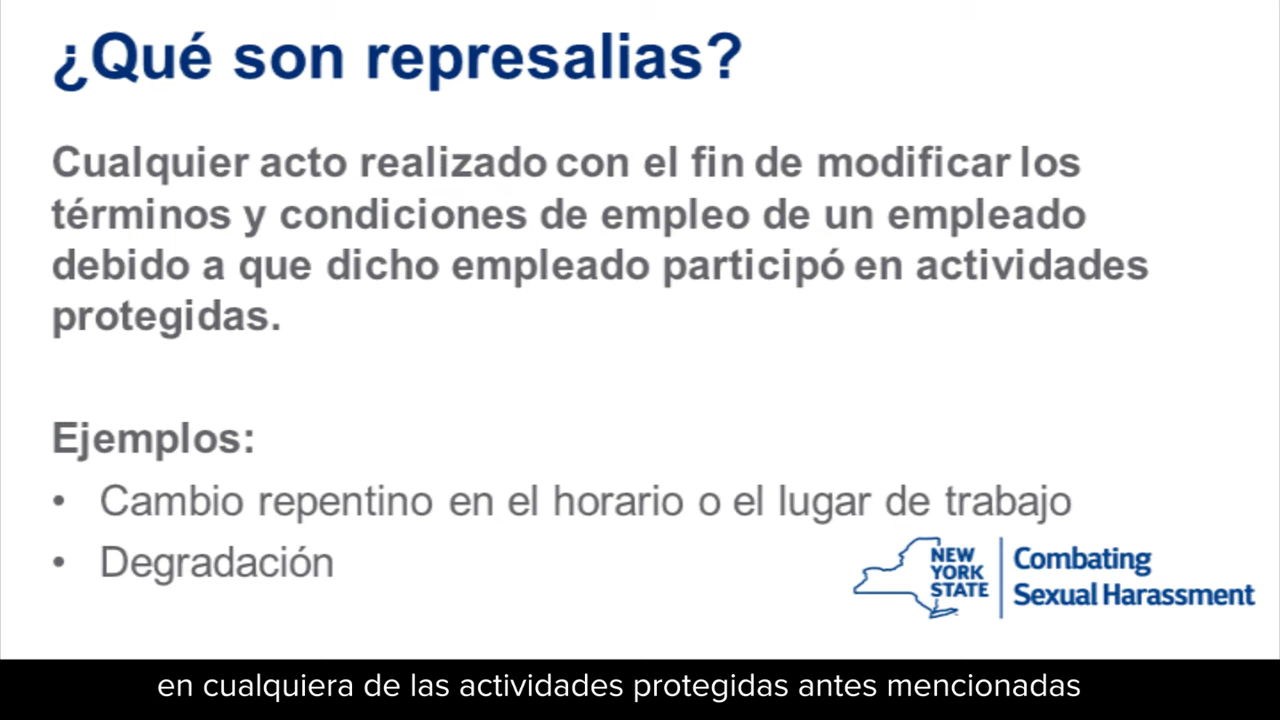 ¿Qué son represalias?
Cualquier acto realizado con el fin de modificar los
términos y condiciones de empleo de un empleado
debido a que dicho empleado participó en actividades
protegidas.
Ejemplos:
• Cambio repentino en el horario o el lugar de trabajo
• Degradación
NEW
YORK
STATE
Combating
Sexual Harassment
en cualquiera de las actividades protegidas antes mencionadas